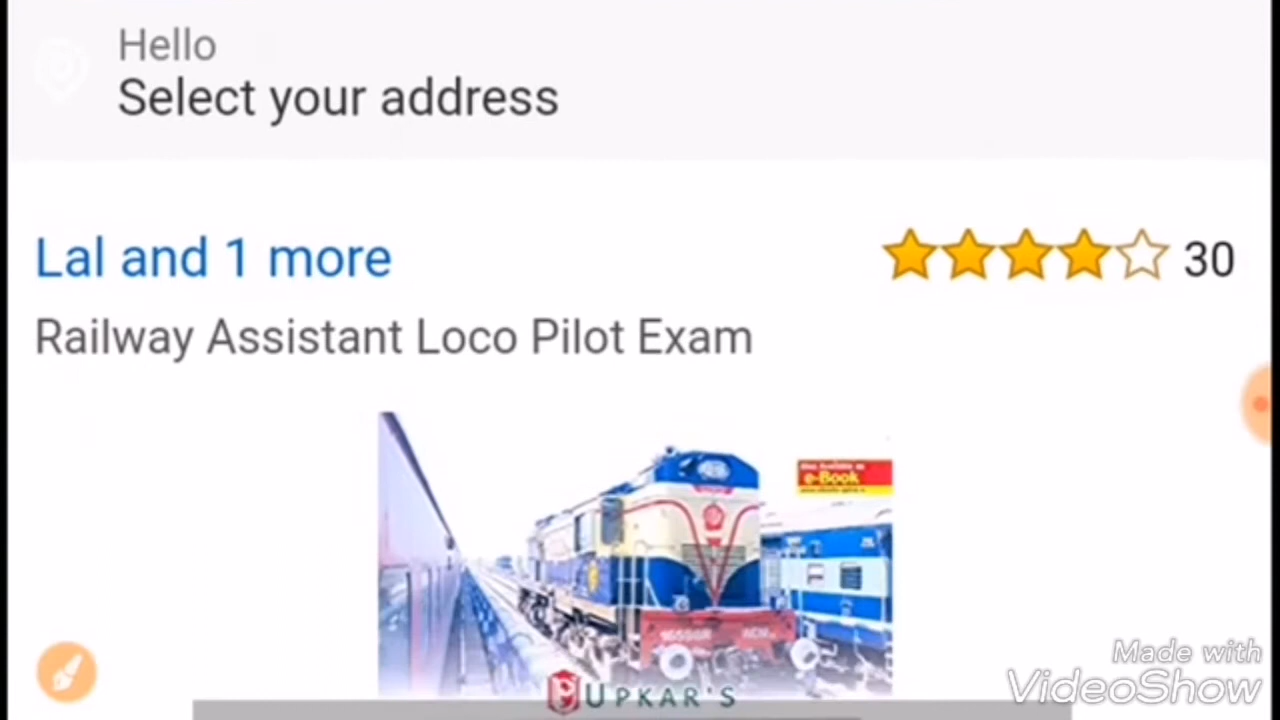 Hello
Select your address
Lal and 1 more
30
Railway Assistant Loco Pilot Exam
e-Book
UPKAR'S
Made with
VideoShow